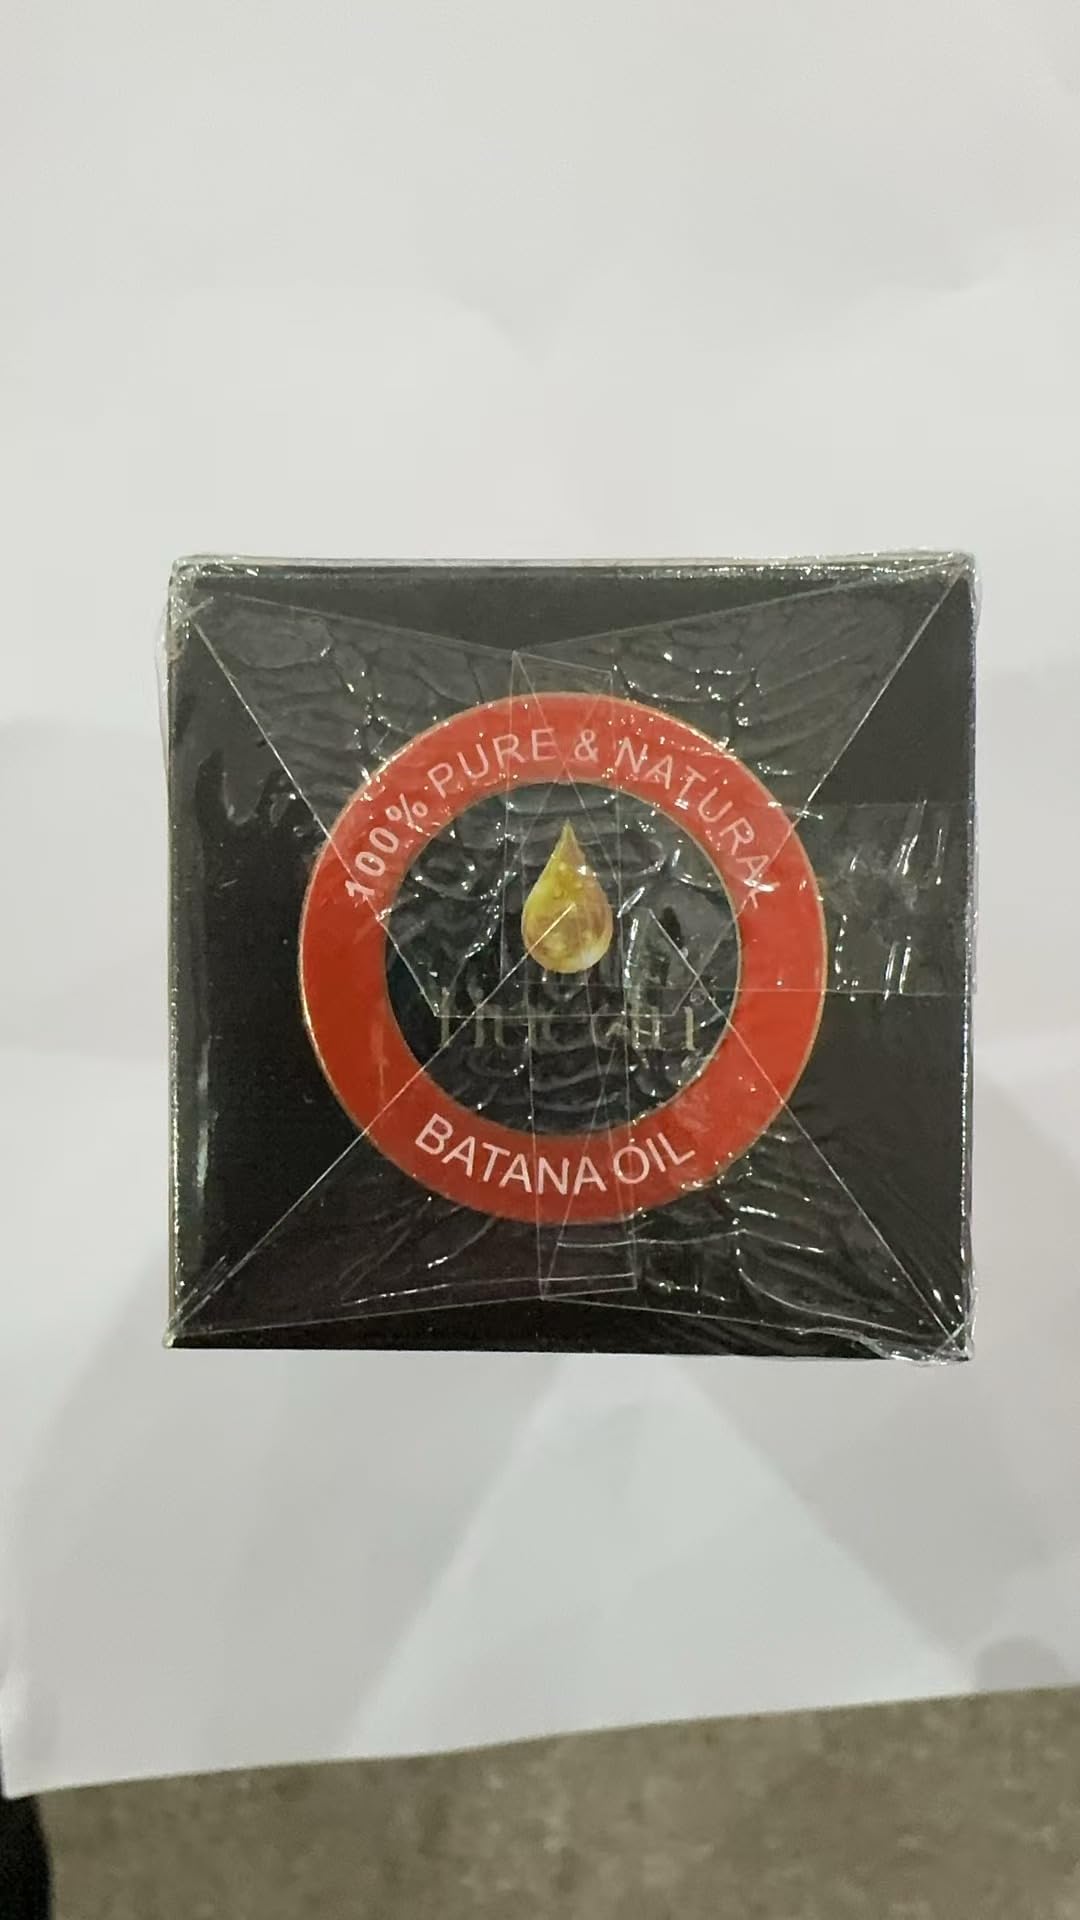 100% PURE & NATURAL
®
BATANA OIL